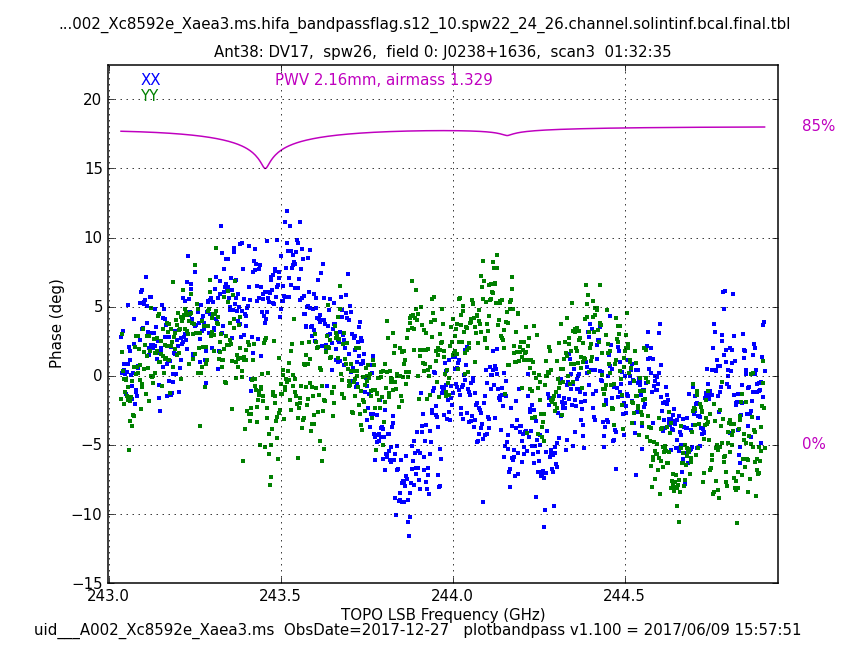 ...002_Xc8592e_Xaea3.ms.hifa_bandpassflag.s12_10.spw22_24_26.channel.solintinf.bcal.final.tbl
Ant38: DV17, spw26, field 0: J0238+1636, scan3 01:32:35
XX
YY
PWV 2.16mm, airmass 1.329
85%
0%
20
15
10
5
0
−5
−10
−15
Phase (deg)
243.0 243.5 244.0 244.5
TOPO LSB Frequency (GHz)
uid___A002_Xc8592e_Xaea3.ms ObsDate=2017-12-27 plotbandpass v1.100 = 2017/06/09 15:57:51